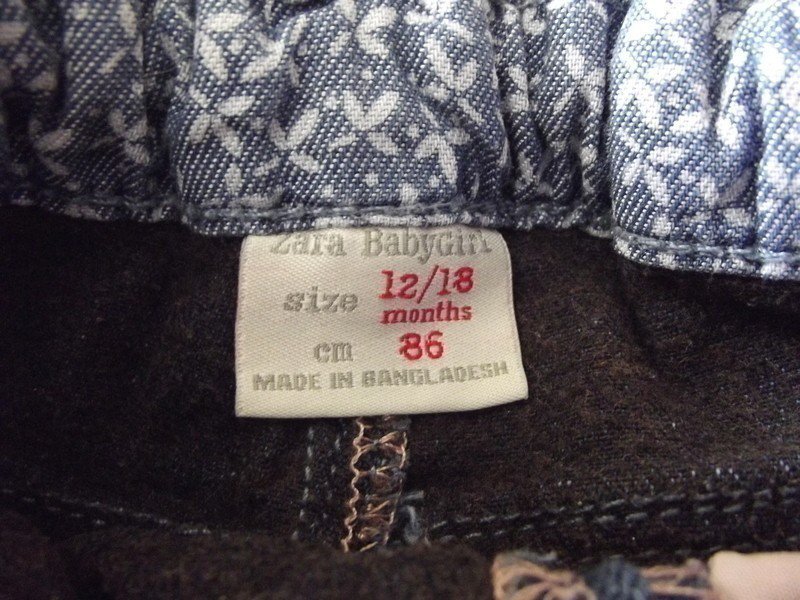 Zara BabyGirl
size 12/18
months
cm 86
MADE IN BANGLADESH